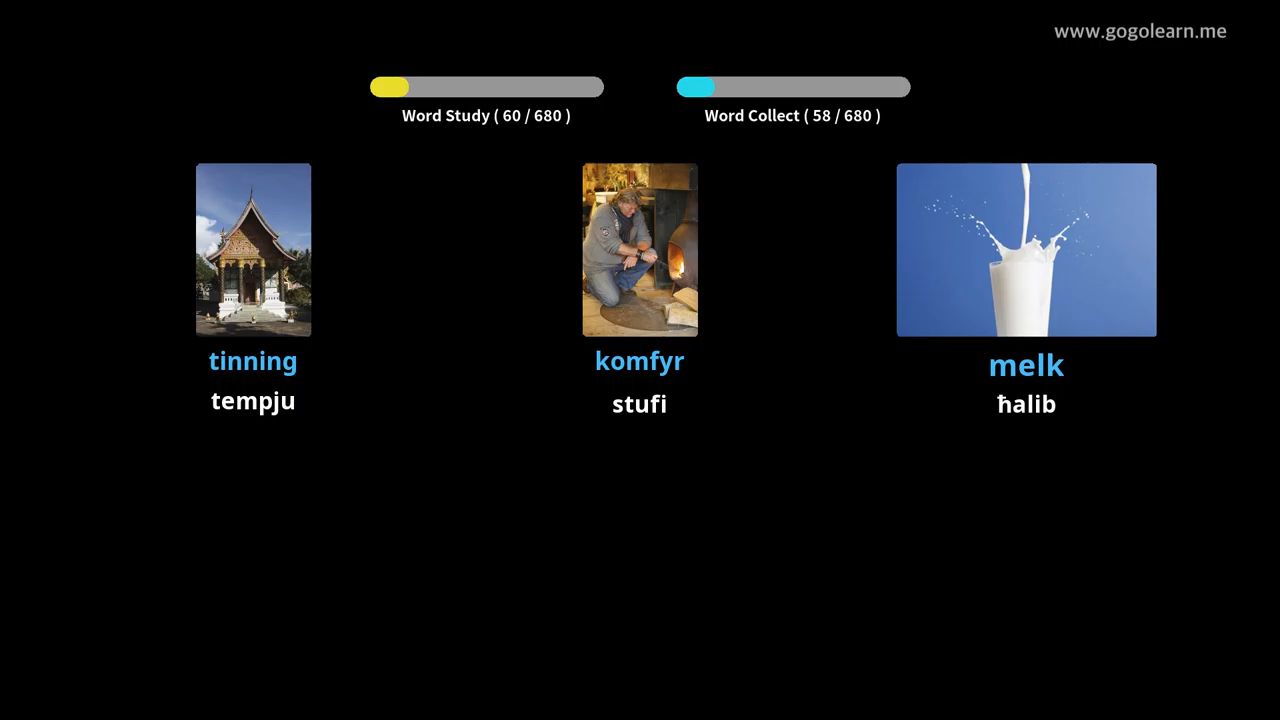 www.gogolearn.me
Word Study ( 60 / 680 )
Word Collect ( 58 / 680 )
tinning
tempju
komfyr
stufi
melk
ħalib